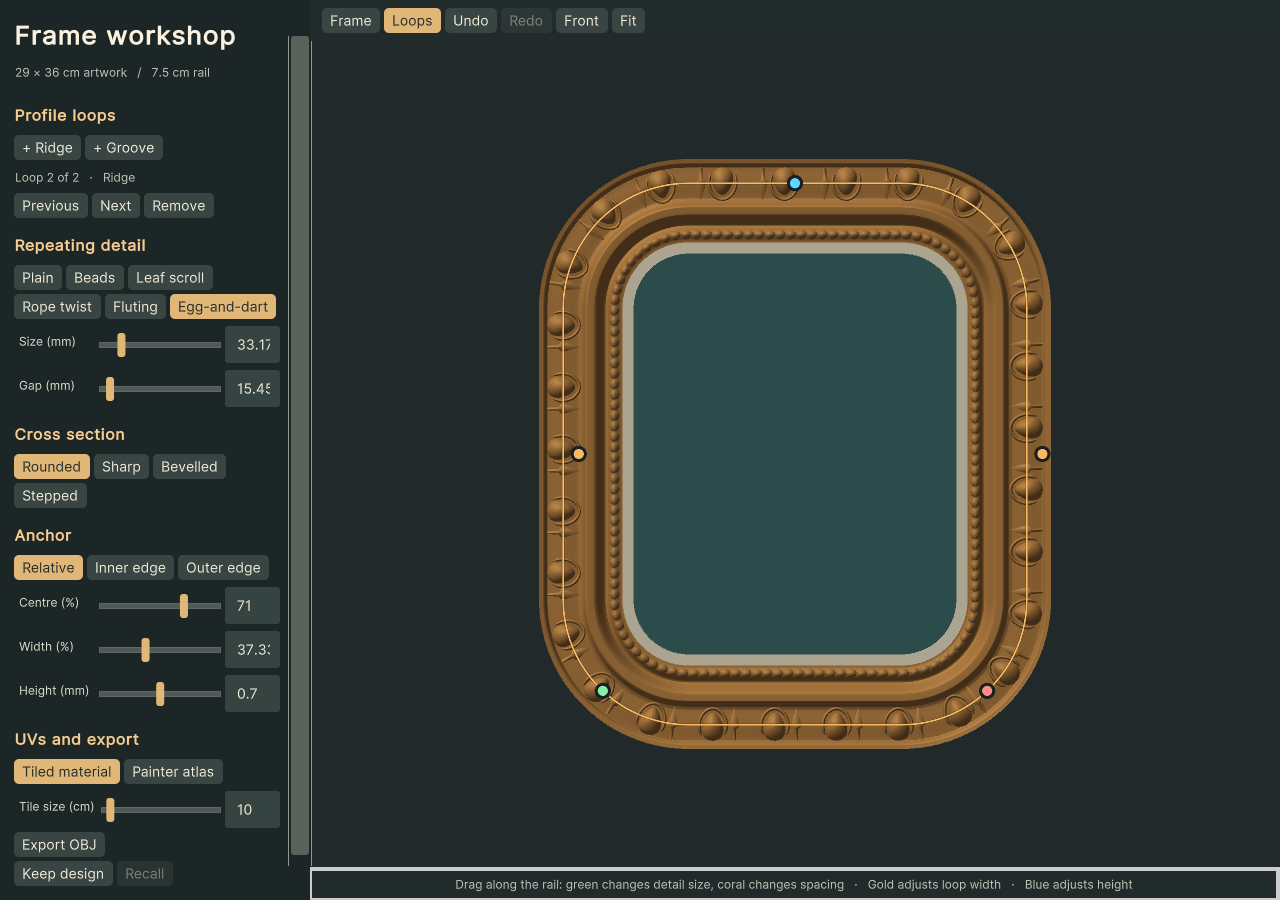 Frame workshop
29 × 36 cm artwork / 7.5 cm rail
Frame Loops Undo Redo Front Fit
Profile loops
+ Ridge + Groove
Loop 2 of 2 · Ridge
Previous Next Remove
Repeating detail
Plain Beads Leaf scroll
Rope twist Fluting Egg-and-dart
Size (mm) 33.17
Gap (mm) 15.45
Cross section
Rounded Sharp Bevelled
Stepped
Anchor
Relative Inner edge Outer edge
Centre (%) 71
Width (%) 37.33
Height (mm) 0.7
UVs and export
Tiled material Painter atlas
Tile size (cm) 10
Export OBJ
Keep design Recall
Drag along the rail: green changes detail size, coral changes spacing · Gold adjusts loop width · Blue adjusts height